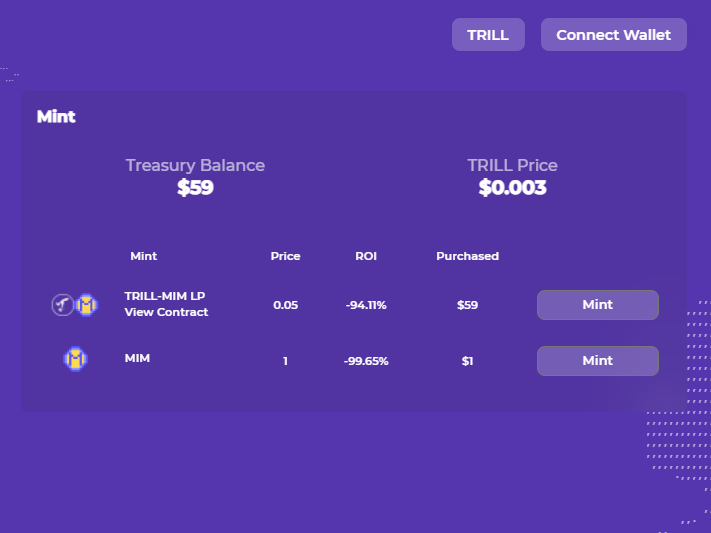 TRILL Connect Wallet
Mint
Treasury Balance TRILL Price
$59 $0.003
Mint Price ROI Purchased
TRILL-MIM LP
View Contract 0.05 -94.11% $59 Mint
MIM 1 -99.65% $1 Mint